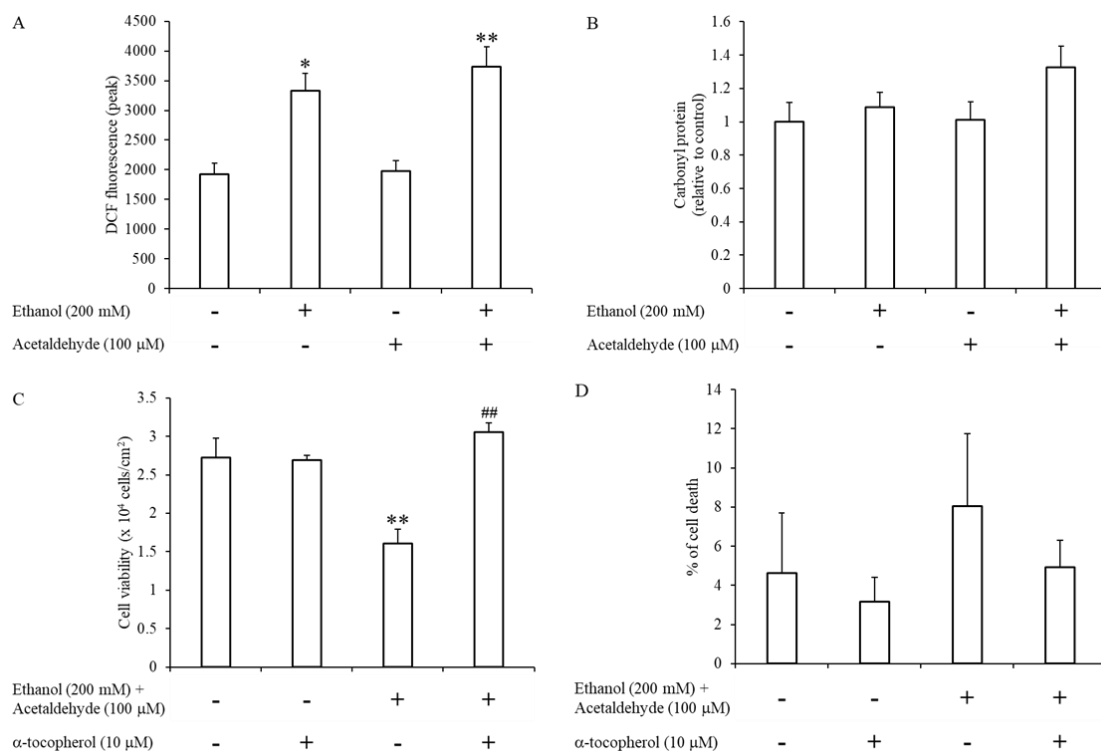 A
DCF fluorescence (peak)
4500
4000
3500
3000
2500
2000
1500
1000
500
0
*
**
Ethanol (200 mM) - + - +
Acetaldehyde (100 μM) - - + +
B
Carbonyl protein
(relative to control)
1.6
1.4
1.2
1
0.8
0.6
0.4
0.2
0
Ethanol (200 mM) - + - +
Acetaldehyde (100 μM) - - + +
C
Cell viability (x 10⁴ cells/cm²)
3.5
3
2.5
2
1.5
1
0.5
0
**
##
Ethanol (200 mM) +
Acetaldehyde (100 μM) - - + +
α-tocopherol (10 μM) - + - +
D
% of cell death
14
12
10
8
6
4
2
0
Ethanol (200 mM) +
Acetaldehyde (100 μM) - - + +
α-tocopherol (10 μM) - + - +